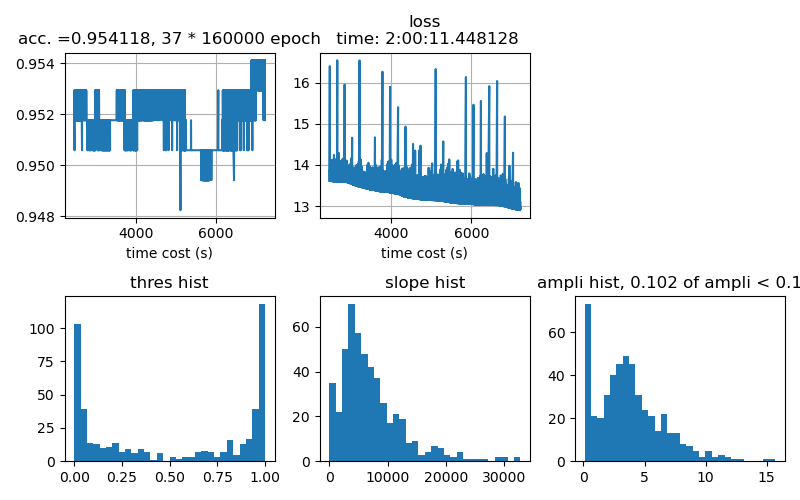 loss
acc. =0.954118, 37 * 160000 epoch time: 2:00:11.448128
0.954
0.952
0.950
0.948
4000 6000
time cost (s)
16
15
14
13
4000 6000
time cost (s)
thres hist
100
75
50
25
0
0.00 0.25 0.50 0.75 1.00
slope hist
60
40
20
0
0 10000 20000 30000
ampli hist, 0.102 of ampli < 0.1
60
40
20
0
0 5 10 15